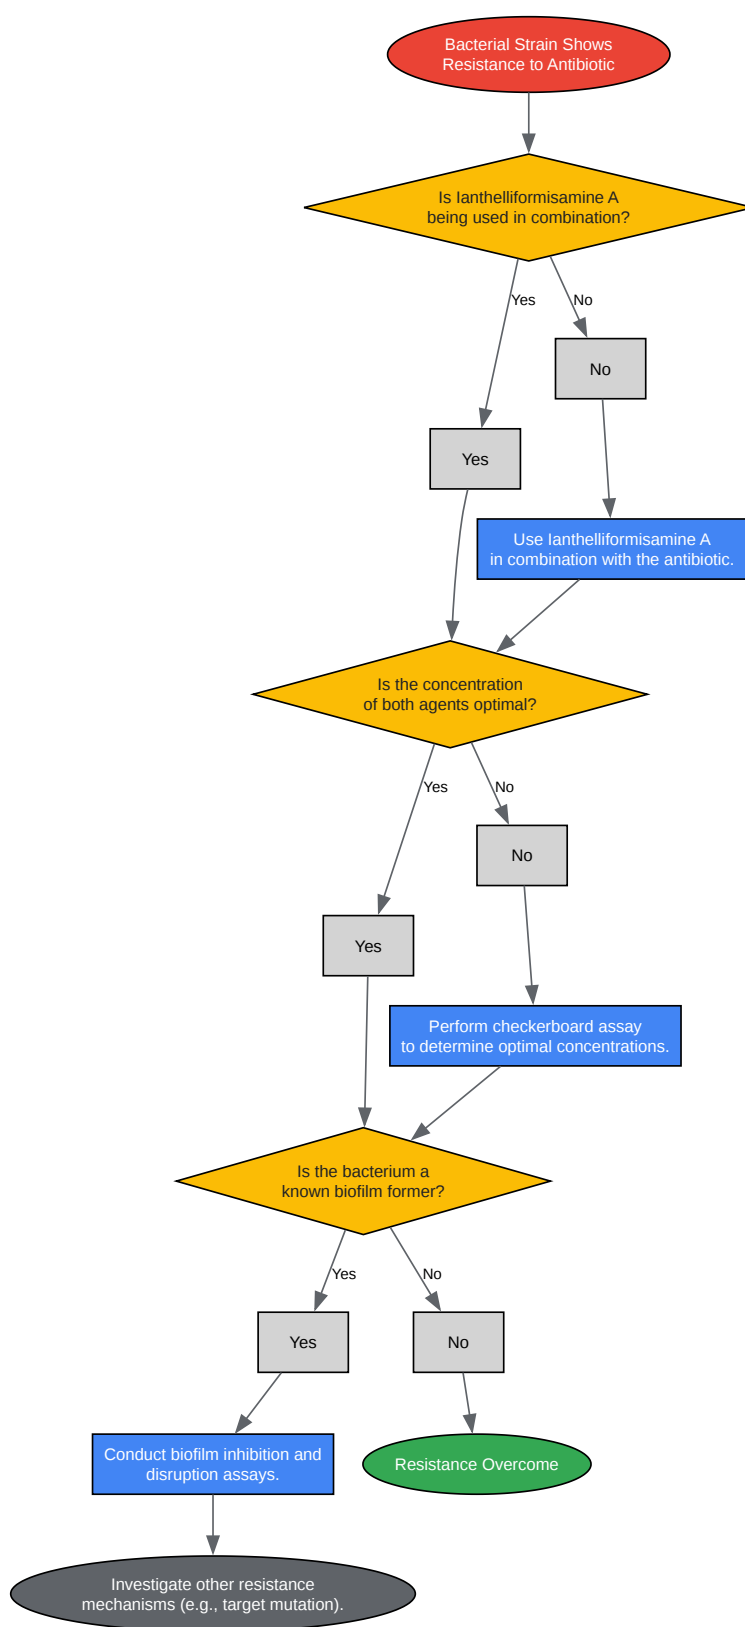 Bacterial Strain Shows
Resistance to Antibiotic
Is Ianthelliformisamine A
being used in combination?
Yes
No
No
Yes
Use Ianthelliformisamine A
in combination with the antibiotic.
Is the concentration
of both agents optimal?
Yes
No
No
Yes
Perform checkerboard assay
to determine optimal concentrations.
Is the bacterium a
known biofilm former?
Yes
No
Yes
No
Conduct biofilm inhibition and
disruption assays.
Resistance Overcome
Investigate other resistance
mechanisms (e.g., target mutation).